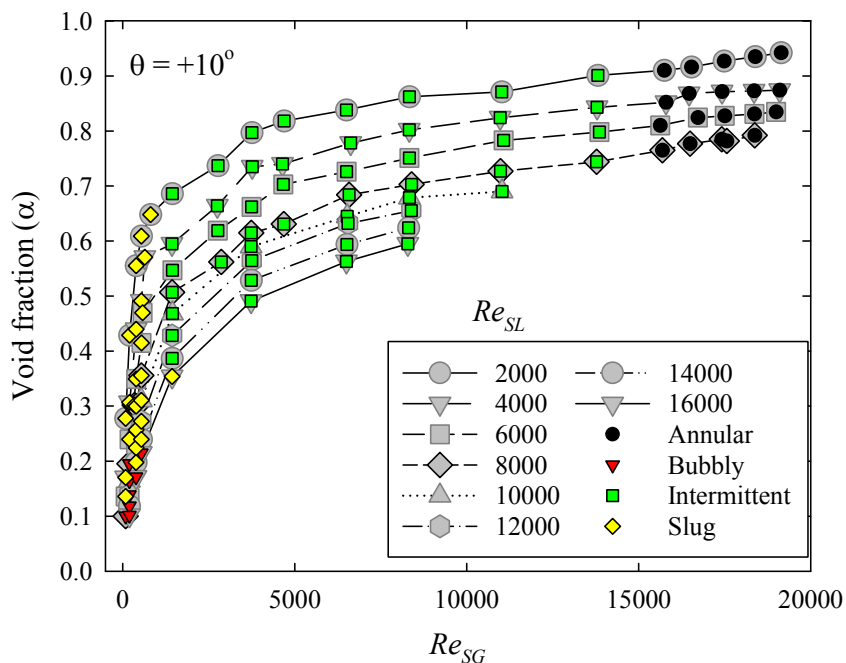 1.0
0.9
0.8
0.7
0.6
0.5
0.4
0.3
0.2
0.1
0.0
Void fraction (α)
θ = +10°
Re_SL
2000 14000
4000 16000
6000 Annular
8000 Bubbly
10000 Intermittent
12000 Slug
0 5000 10000 15000 20000
Re_SG